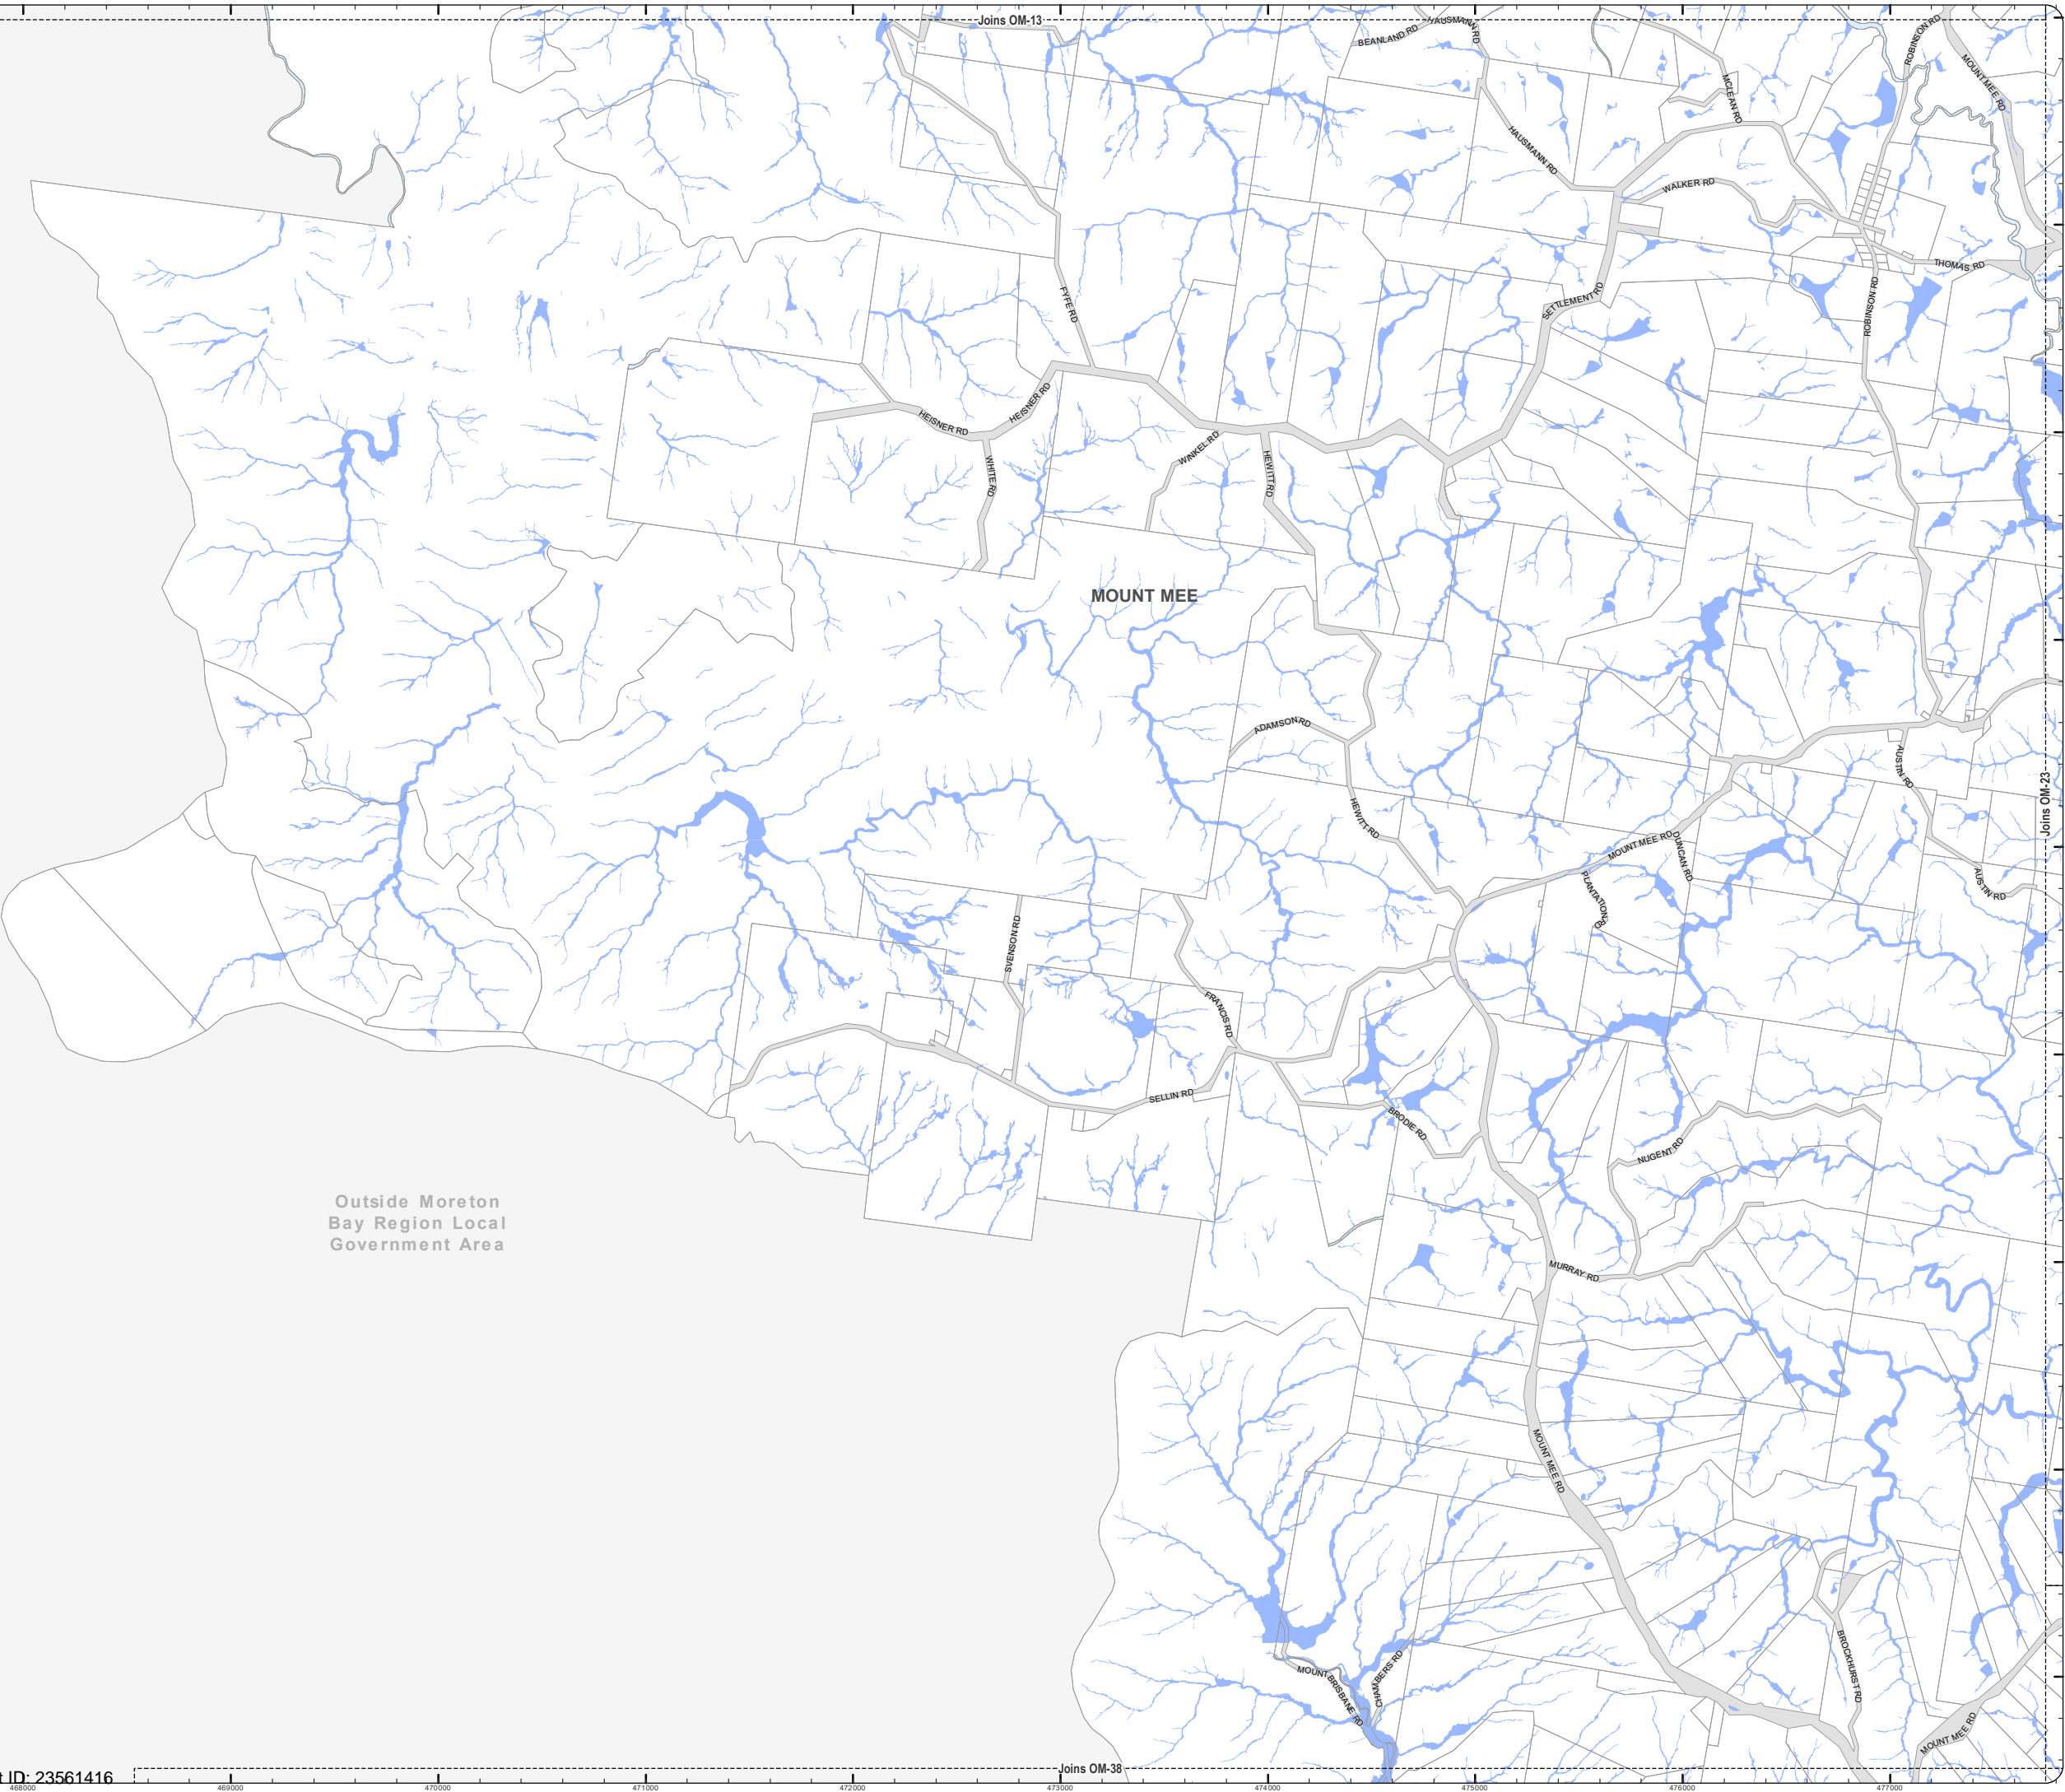 Joins OM-13
BEANLAND RD
HAUSMANN RD
ROBINSON RD
MOUNT MEE RD
MCLEAN RD
HAUSMANN RD
WALKER RD
THOMAS RD
FYFE RD
SETTLEMENT RD
ROBINSON RD
HEISNER RD
HEISNER RD
WINKEL RD
HEWITT RD
WHITE RD
MOUNT MEE
ADAMSON RD
AUSTIN RD
Joins OM-23
HEWITT RD
MOUNT MEE RD
DUNCAN RD
PLANTATION RD
AUSTIN RD
SVENSON RD
FRANCIS RD
SELLIN RD
BRODIE RD
NUGENT RD
Outside Moreton
Bay Region Local
Government Area
MURRAY RD
MOUNT MEE RD
MOUNT BRISBANE RD
CHAMBERS RD
BROCKHURST RD
MOUNT MEE RD
Joins OM-38
t ID: 23561416
468000 469000 470000 471000 472000 473000 474000 475000 476000 477000